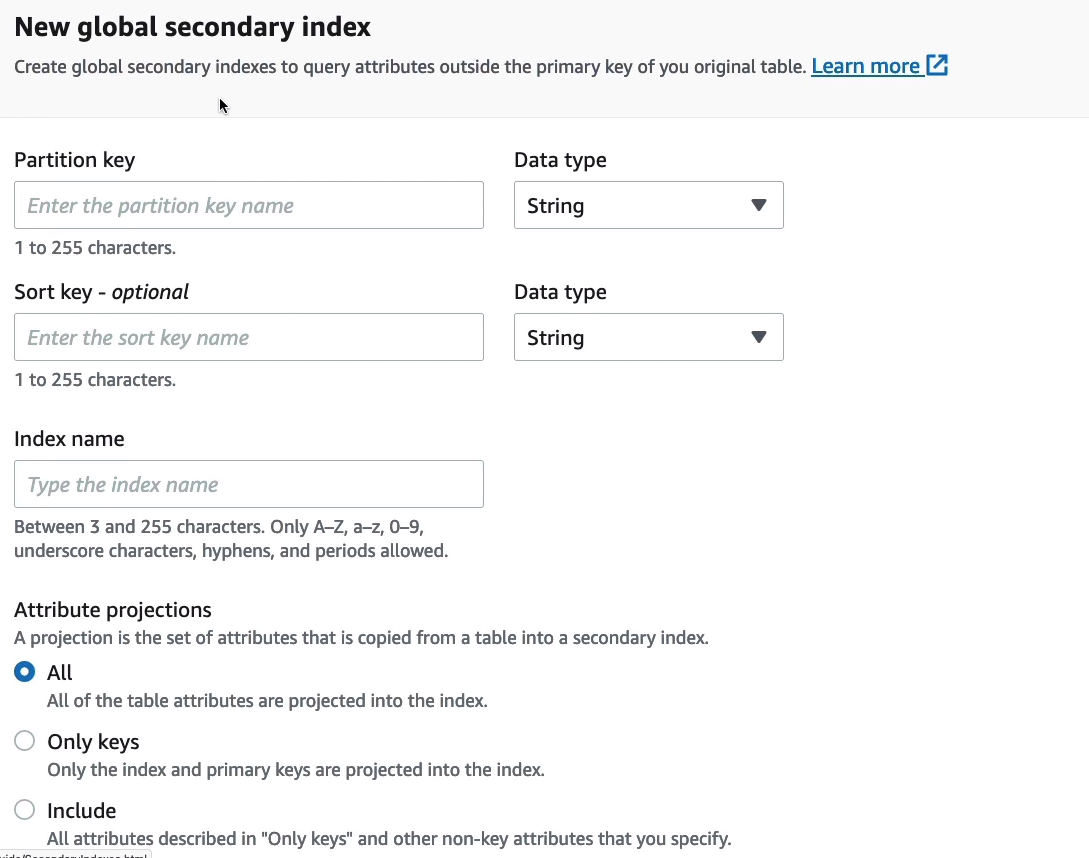 New global secondary index
Create global secondary indexes to query attributes outside the primary key of you original table. Learn more
Partition key
Data type
Enter the partition key name
String
1 to 255 characters.
Sort key - optional
Data type
Enter the sort key name
String
1 to 255 characters.
Index name
Type the index name
Between 3 and 255 characters. Only A–Z, a–z, 0–9,
underscore characters, hyphens, and periods allowed.
Attribute projections
A projection is the set of attributes that is copied from a table into a secondary index.
All
All of the table attributes are projected into the index.
Only keys
Only the index and primary keys are projected into the index.
Include
All attributes described in "Only keys" and other non-key attributes that you specify.